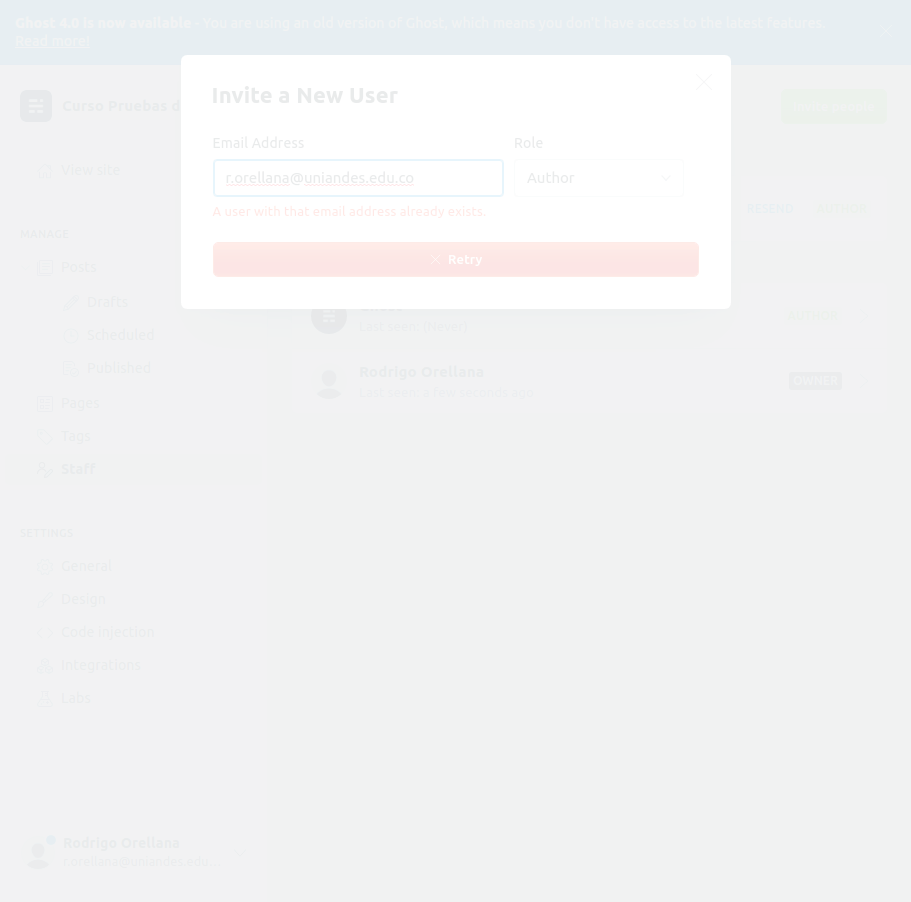 Ghost 4.0 is now available - You are using an old version of Ghost, which means you don't have access to the latest features.
Read more!
Curso Pruebas d
Invite a New User
Email Address
Role
r.orellana@uniandes.edu.co
Author
A user with that email address already exists.
Retry
View site
RESEND
AUTHOR
MANAGE
Posts
Drafts
Scheduled
Published
Pages
Tags
Staff
Ghost
Last seen: (Never)
AUTHOR
Rodrigo Orellana
Last seen: a few seconds ago
OWNER
SETTINGS
General
Design
Code injection
Integrations
Labs
Rodrigo Orellana
r.orellana@uniandes.edu...